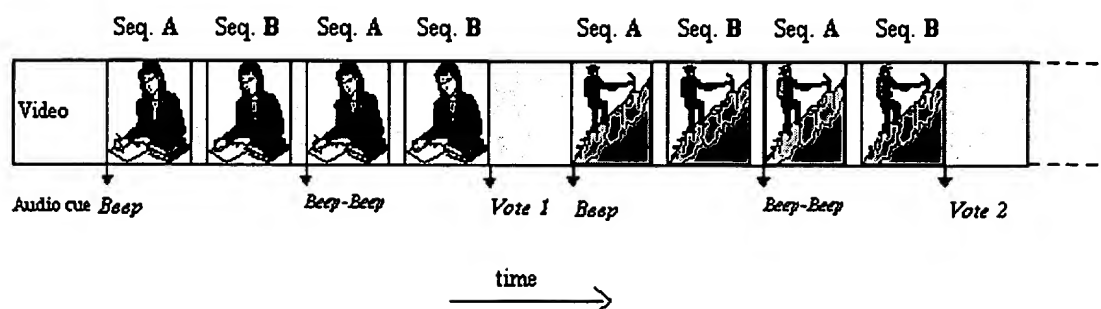 Seq. A Seq. B Seq. A Seq. B Seq. A Seq. B Seq. A Seq. B
Video
Audio cue Beep Beep-Beep Vote 1 Beep Beep-Beep Vote 2
time